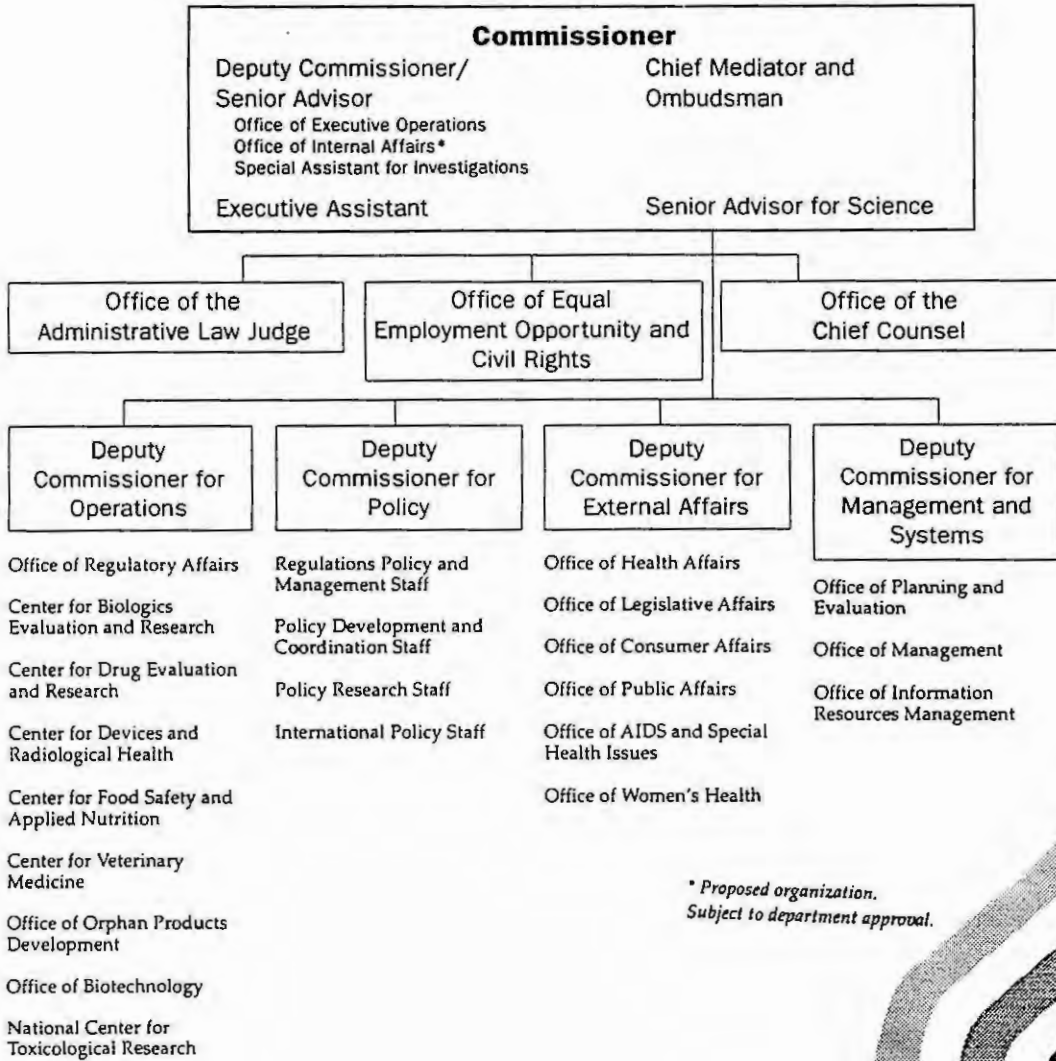 Commissioner
Deputy Commissioner/
Senior Advisor
Office of Executive Operations
Office of Internal Affairs*
Special Assistant for Investigations
Executive Assistant
Chief Mediator and
Ombudsman
Senior Advisor for Science
Office of the
Administrative Law Judge
Office of Equal
Employment Opportunity and
Civil Rights
Office of the
Chief Counsel
Deputy
Commissioner for
Operations
Office of Regulatory Affairs
Center for Biologics
Evaluation and Research
Center for Drug Evaluation
and Research
Center for Devices and
Radiological Health
Center for Food Safety and
Applied Nutrition
Center for Veterinary
Medicine
Office of Orphan Products
Development
Office of Biotechnology
National Center for
Toxicological Research
Deputy
Commissioner for
Policy
Regulations Policy and
Management Staff
Policy Development and
Coordination Staff
Policy Research Staff
International Policy Staff
Deputy
Commissioner for
External Affairs
Office of Health Affairs
Office of Legislative Affairs
Office of Consumer Affairs
Office of Public Affairs
Office of AIDS and Special
Health Issues
Office of Women's Health
Deputy
Commissioner for
Management and
Systems
Office of Planning and
Evaluation
Office of Management
Office of Information
Resources Management
* Proposed organization.
Subject to department approval.